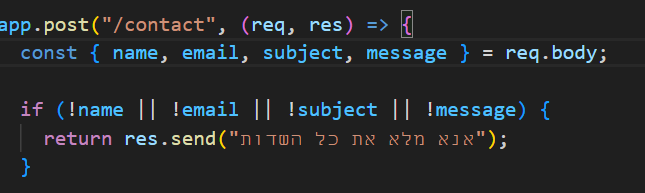 app.post("/contact", (req, res) => {
const { name, email, subject, message } = req.body;
if (!name || !email || !subject || !message) {
return res.send("אנא מלא את כל השדות");
}